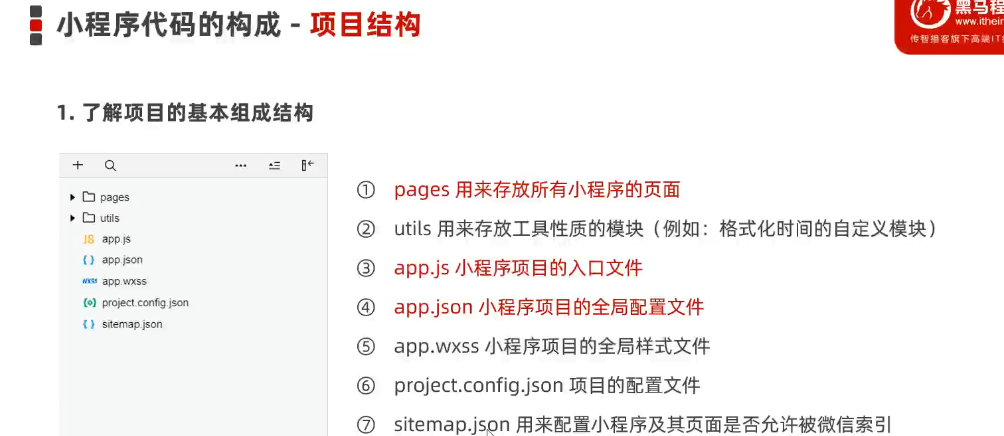 小程序代码的构成 - 项目结构
黑马程
www.itheim
传智播客旗下高端IT
1. 了解项目的基本组成结构
pages
utils
JS app.js
{ } app.json
WXSS app.wxss
{o} project.config.json
{ } sitemap.json
① pages 用来存放所有小程序的页面
② utils 用来存放工具性质的模块（例如：格式化时间的自定义模块）
③ app.js 小程序项目的入口文件
④ app.json 小程序项目的全局配置文件
⑤ app.wxss 小程序项目的全局样式文件
⑥ project.config.json 项目的配置文件
⑦ sitemap.json 用来配置小程序及其页面是否允许被微信索引